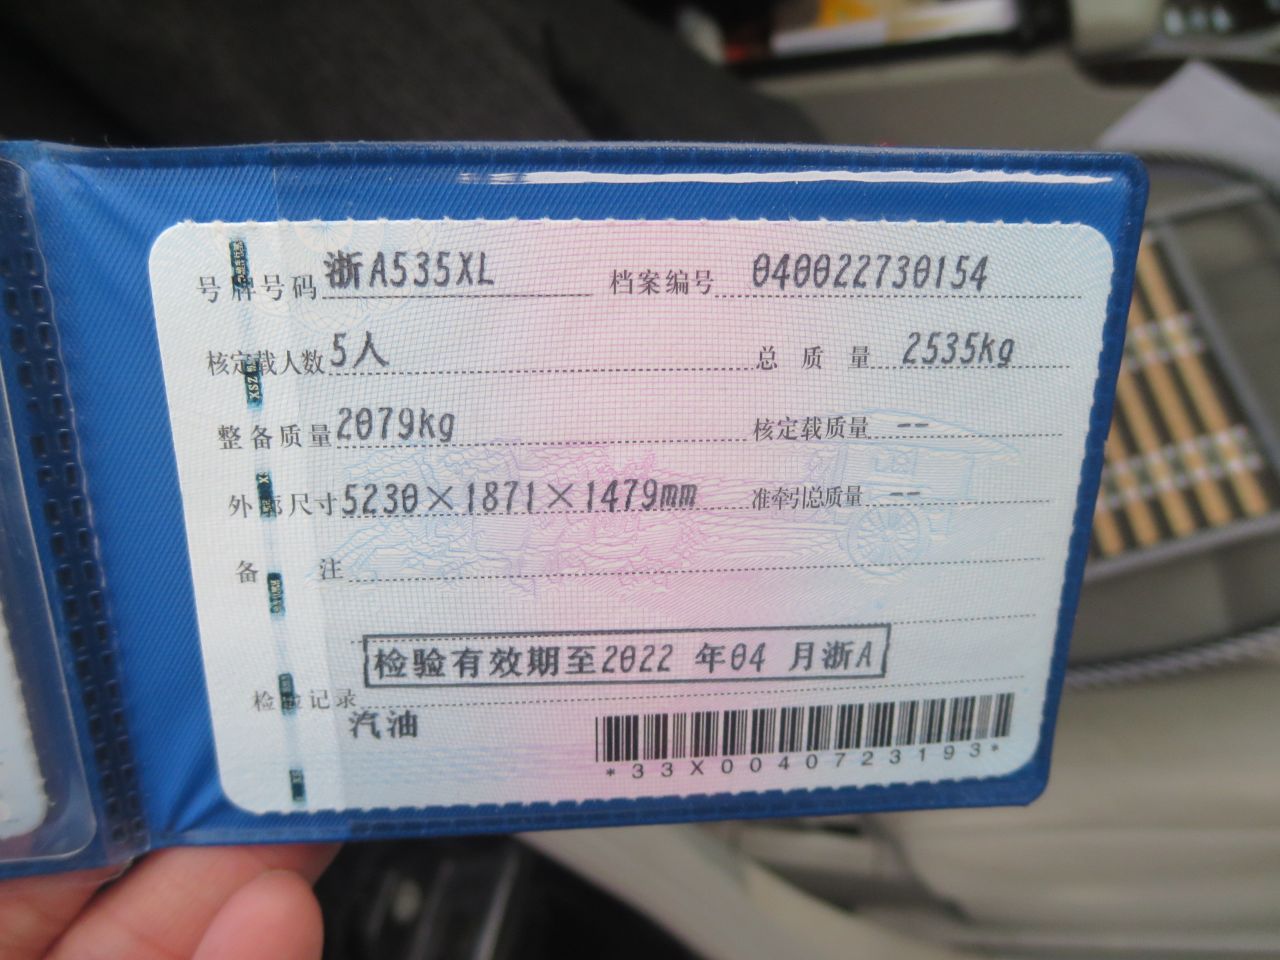 号牌号码 浙A535XL 档案编号 040022730154
核定载人数 5人 总质量 2535kg
整备质量 2079kg 核定载质量 --
外部尺寸 5230×1871×1479mm 准牵引总质量 --
备注
检验有效期至2022 年04 月浙A
检验记录
汽油
*33X0040723193*